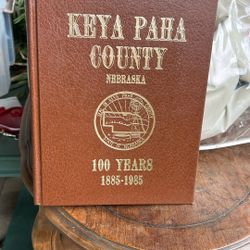 KEYA PAHA
COUNTY
NEBRASKA
100 YEARS
1885-1985